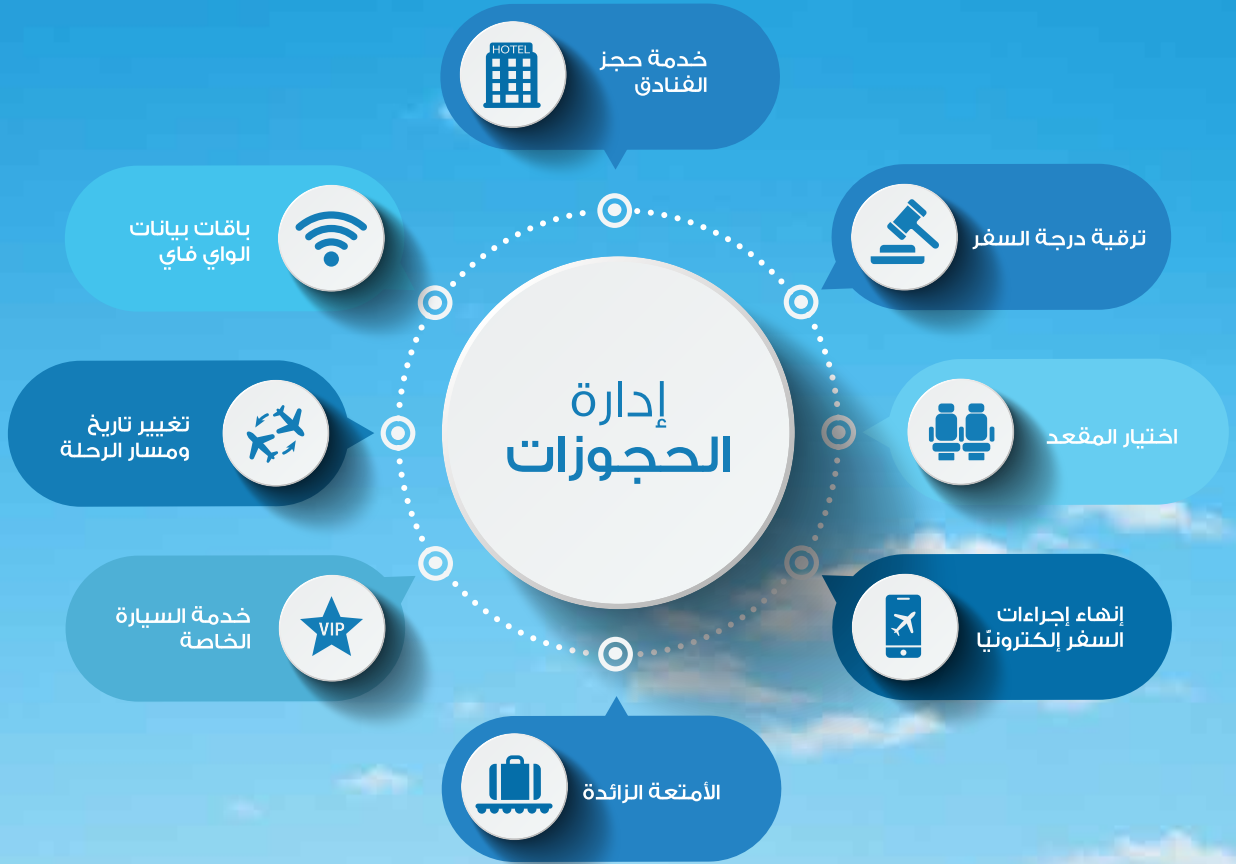 إدارة
الحجوزات
HOTEL
خدمة حجز
الفنادق
ترقية درجة السفر
اختيار المقعد
إنهاء إجراءات
السفر إلكترونيًا
الأمتعة الزائدة
VIP
خدمة السيارة
الخاصة
تغيير تاريخ
ومسار الرحلة
باقات بيانات
الواي فاي